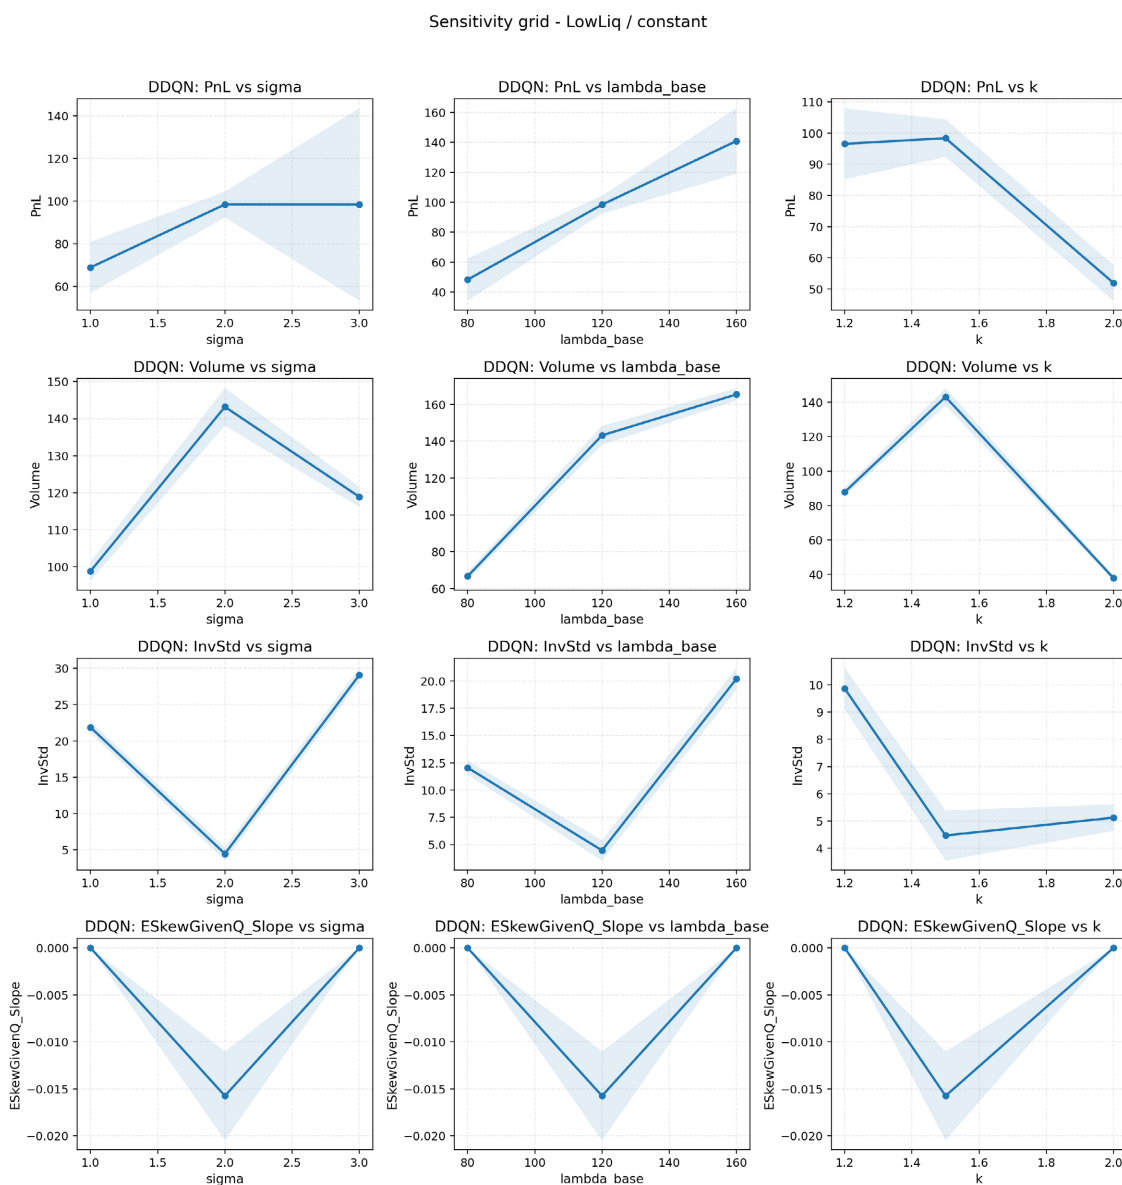 Sensitivity grid - LowLiq / constant
DDQN: PnL vs sigma
DDQN: PnL vs lambda_base
DDQN: PnL vs k
140
120
100
80
60
PnL
1.0 1.5 2.0 2.5 3.0
sigma
160
140
120
100
80
60
40
PnL
80 100 120 140 160
lambda_base
110
100
90
80
70
60
50
PnL
1.2 1.4 1.6 1.8 2.0
k
DDQN: Volume vs sigma
DDQN: Volume vs lambda_base
DDQN: Volume vs k
150
140
130
120
110
100
Volume
1.0 1.5 2.0 2.5 3.0
sigma
160
140
120
100
80
60
Volume
80 100 120 140 160
lambda_base
140
120
100
80
60
40
Volume
1.2 1.4 1.6 1.8 2.0
k
DDQN: InvStd vs sigma
DDQN: InvStd vs lambda_base
DDQN: InvStd vs k
30
25
20
15
10
5
InvStd
1.0 1.5 2.0 2.5 3.0
sigma
20.0
17.5
15.0
12.5
10.0
7.5
5.0
InvStd
80 100 120 140 160
lambda_base
10
9
8
7
6
5
4
InvStd
1.2 1.4 1.6 1.8 2.0
k
DDQN: ESkewGivenQ_Slope vs sigma
DDQN: ESkewGivenQ_Slope vs lambda_base
DDQN: ESkewGivenQ_Slope vs k
0.000
−0.005
−0.010
−0.015
−0.020
ESkewGivenQ_Slope
1.0 1.5 2.0 2.5 3.0
sigma
0.000
−0.005
−0.010
−0.015
−0.020
ESkewGivenQ_Slope
80 100 120 140 160
lambda_base
0.000
−0.005
−0.010
−0.015
−0.020
ESkewGivenQ_Slope
1.2 1.4 1.6 1.8 2.0
k